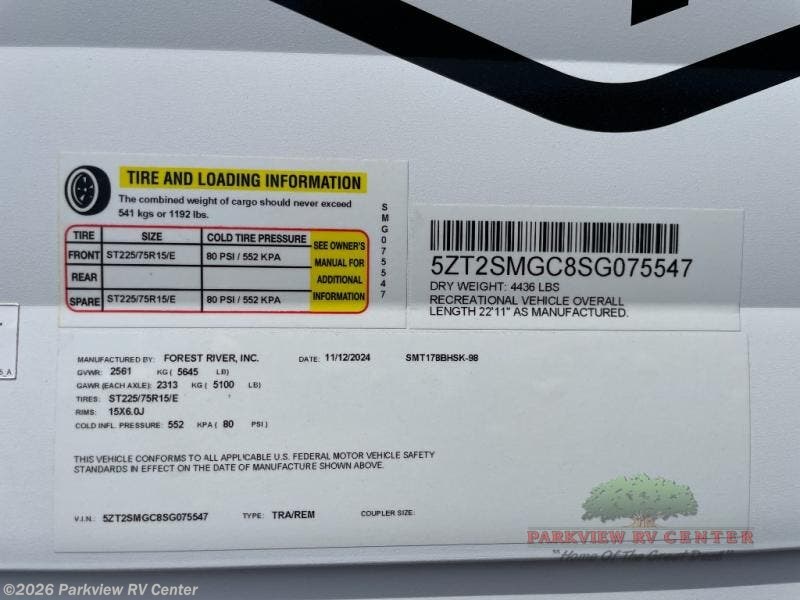 TIRE AND LOADING INFORMATION
The combined weight of cargo should never exceed
541 kgs or 1192 lbs.
TIRE SIZE COLD TIRE PRESSURE
FRONT ST225/75R15/E 80 PSI / 552 KPA
REAR
SPARE ST225/75R15/E 80 PSI / 552 KPA
SEE OWNER'S
MANUAL FOR
ADDITIONAL
INFORMATION
SMG075547
5ZT2SMGC8SG075547
DRY WEIGHT: 4436 LBS
RECREATIONAL VEHICLE OVERALL
LENGTH 22'11" AS MANUFACTURED.
MANUFACTURED BY: FOREST RIVER, INC. DATE: 11/12/2024 SMT178BHSK-98
GVWR: 2561 KG ( 5645 LB)
GAWR (EACH AXLE): 2313 KG ( 5100 LB)
TIRES: ST225/75R15/E
RIMS: 15X6.0J
COLD INFL. PRESSURE: 552 KPA ( 80 PSI)
THIS VEHICLE CONFORMS TO ALL APPLICABLE U.S. FEDERAL MOTOR VEHICLE SAFETY
STANDARDS IN EFFECT ON THE DATE OF MANUFACTURE SHOWN ABOVE.
V.I.N.: 5ZT2SMGC8SG075547 TYPE: TRA/REM COUPLER SIZE:
PARKVIEW RV CENTER
"Home Of The Great Deal"
©2026 Parkview RV Center